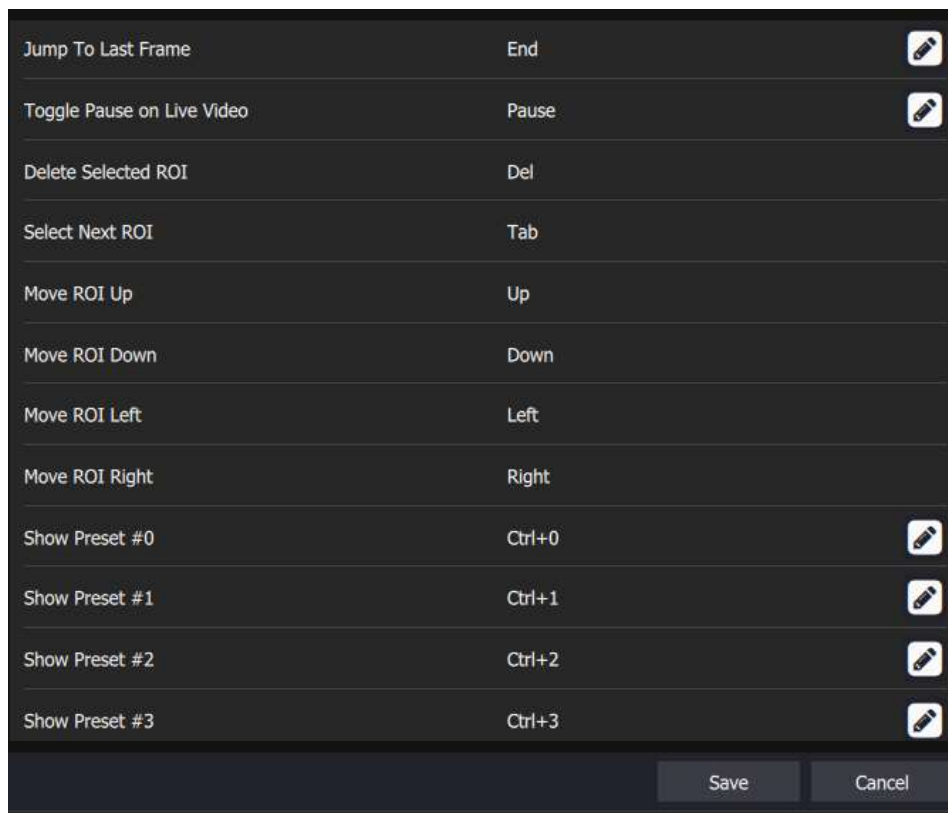 Jump To Last Frame End
Toggle Pause on Live Video Pause
Delete Selected ROI Del
Select Next ROI Tab
Move ROI Up Up
Move ROI Down Down
Move ROI Left Left
Move ROI Right Right
Show Preset #0 Ctrl+0
Show Preset #1 Ctrl+1
Show Preset #2 Ctrl+2
Show Preset #3 Ctrl+3
Save Cancel